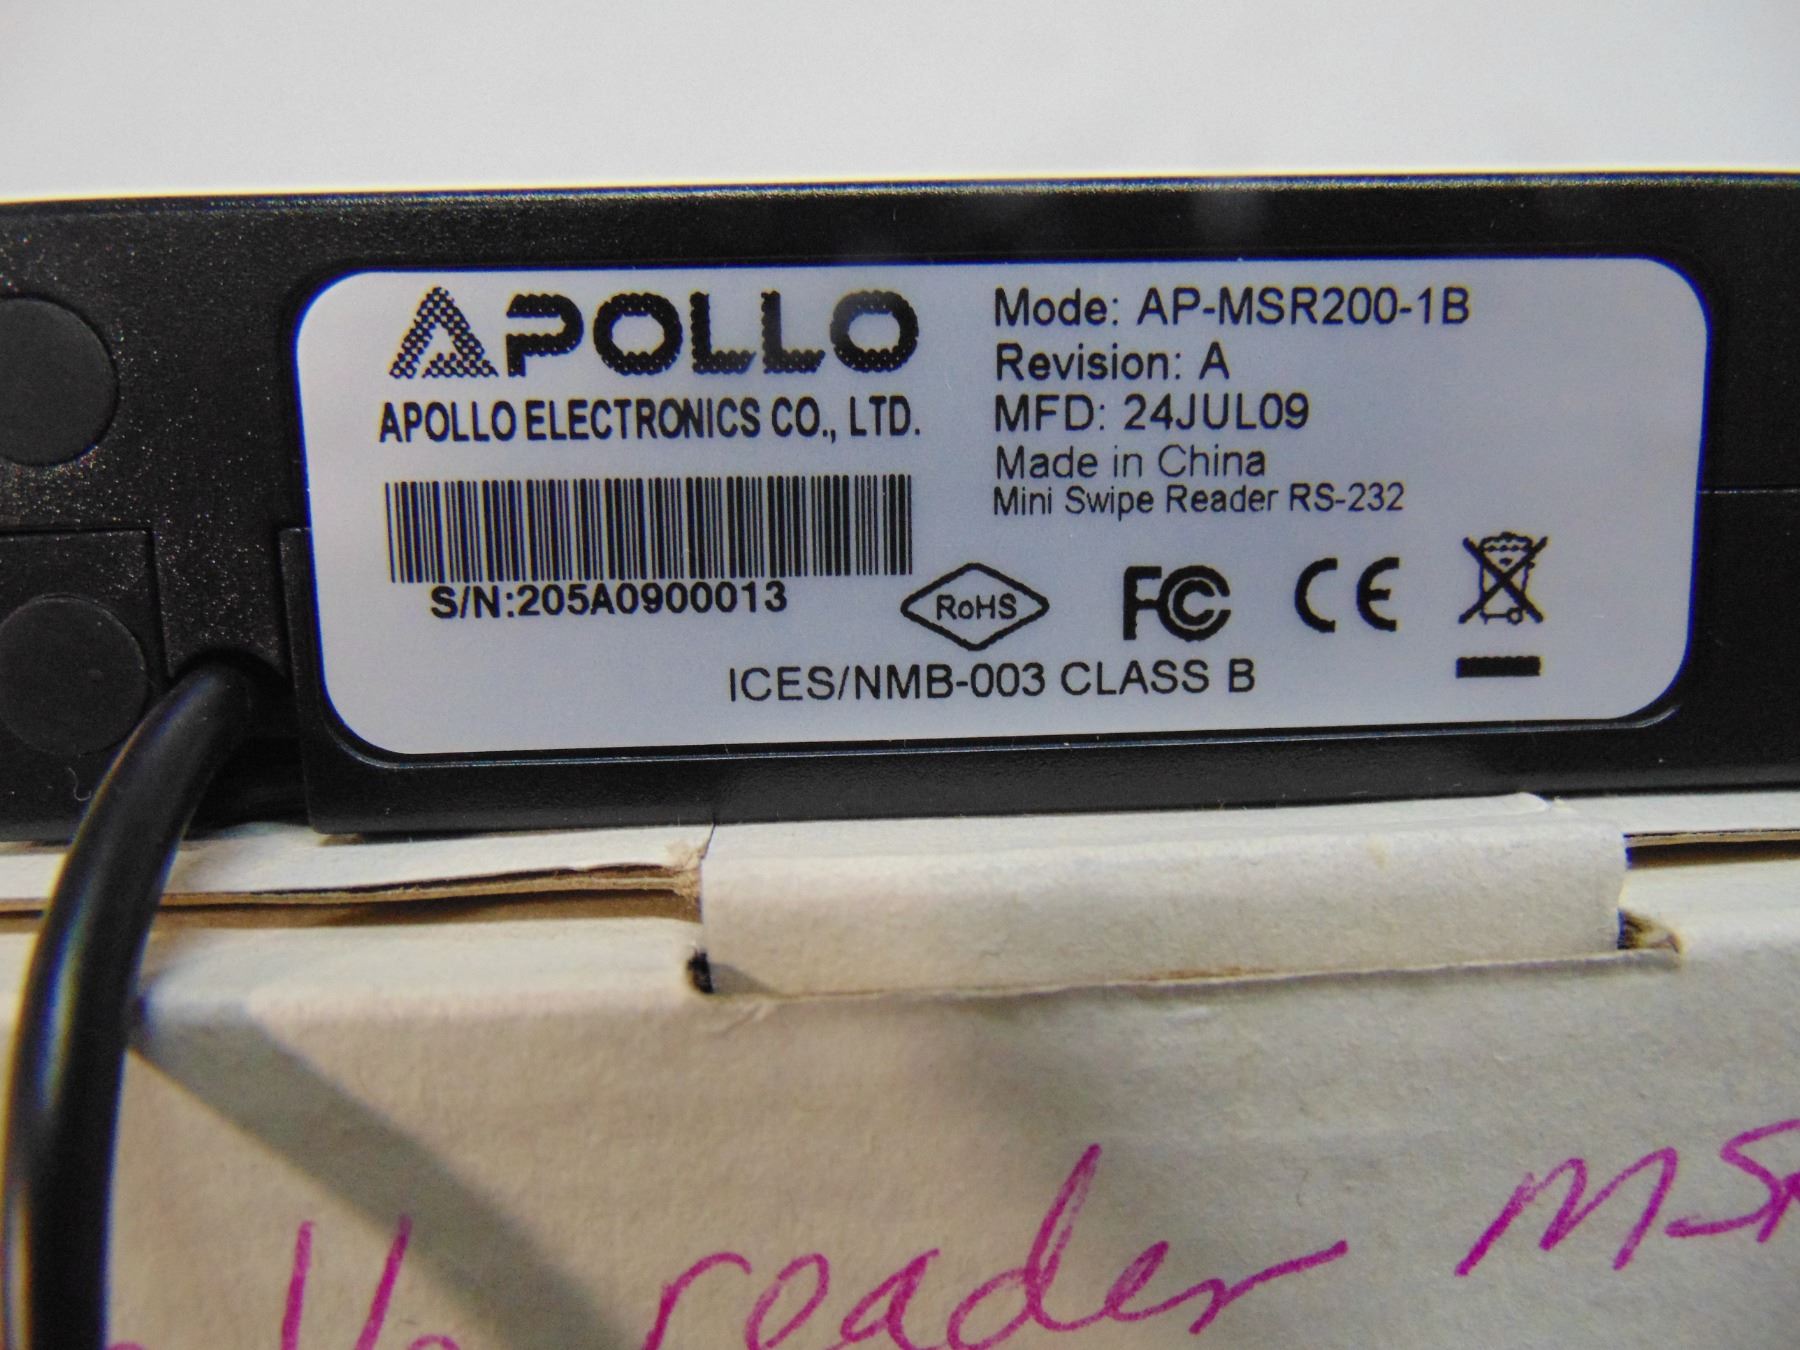 APOLLO
APOLLO ELECTRONICS CO., LTD.
S/N:205A0900013
Mode: AP-MSR200-1B
Revision: A
MFD: 24JUL09
Made in China
Mini Swipe Reader RS-232
RoHS
FC
CE
ICES/NMB-003 CLASS B
reader MSR